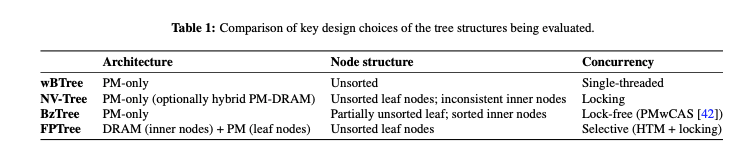 Table 1: Comparison of key design choices of the tree structures being evaluated.
Architecture Node structure Concurrency
wBTree PM-only Unsorted Single-threaded
NV-Tree PM-only (optionally hybrid PM-DRAM) Unsorted leaf nodes; inconsistent inner nodes Locking
BzTree PM-only Partially unsorted leaf; sorted inner nodes Lock-free (PMwCAS [42])
FPTree DRAM (inner nodes) + PM (leaf nodes) Unsorted leaf nodes Selective (HTM + locking)